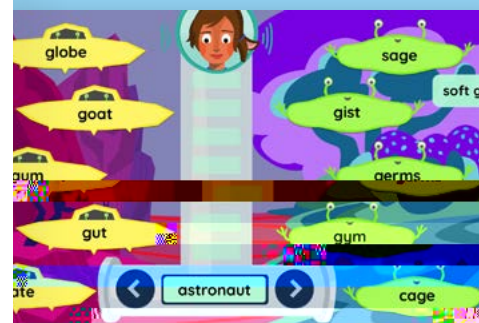 globe
sage
soft g
goat
gist
gum
germs
gut
gym
astronaut
cage